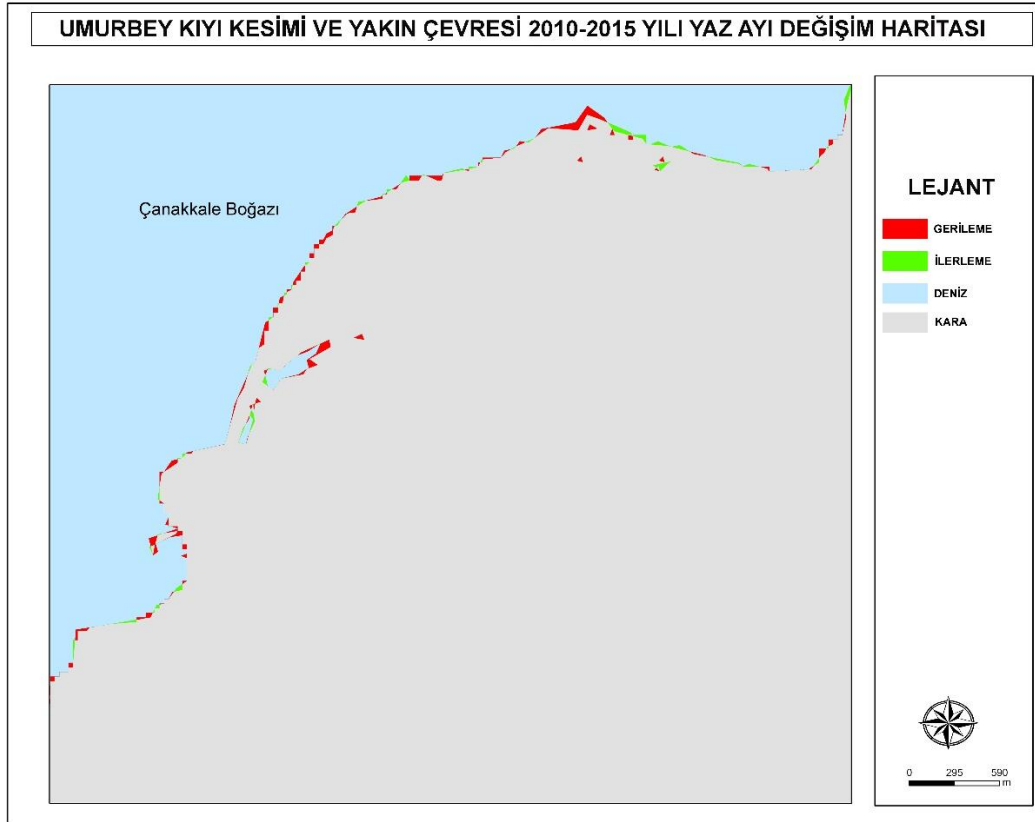 UMURBEY KIYI KESİMİ VE YAKIN ÇEVRESİ 2010-2015 YILI YAZ AYI DEĞİŞİM HARİTASI
Çanakkale Boğazı
LEJANT
GERİLEME
İLERLEME
DENİZ
KARA
0 295 590
m